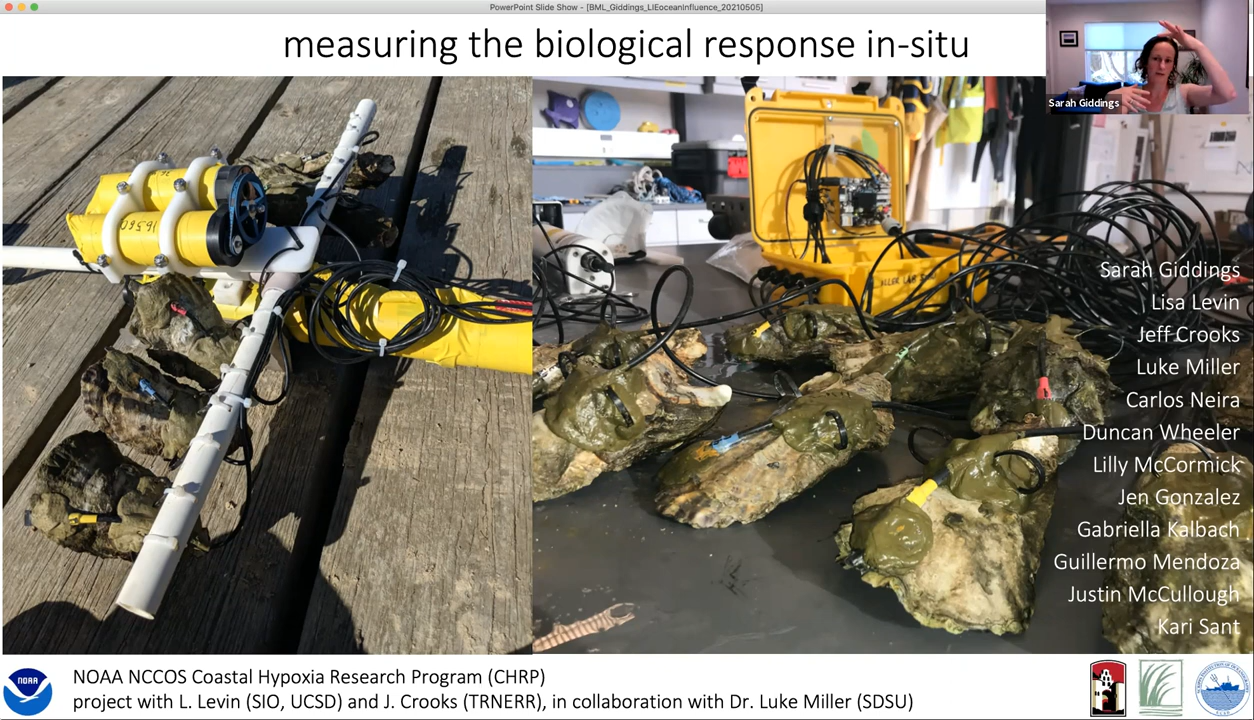 PowerPoint Slide Show - [BML_Giddings_LIEoceaninfluence_20210505]
measuring the biological response in-situ
Sarah Giddings
Sarah Giddings
Lisa Levin
Jeff Crooks
Luke Miller
Carlos Neira
Duncan Wheeler
Lilly McCormick
Jen Gonzalez
Gabriella Kalbach
Guillermo Mendoza
Justin McCullough
Kari Sant
NOAA
NOAA NCCOS Coastal Hypoxia Research Program (CHRP)
project with L. Levin (SIO, UCSD) and J. Crooks (TRNERR), in collaboration with Dr. Luke Miller (SDSU)